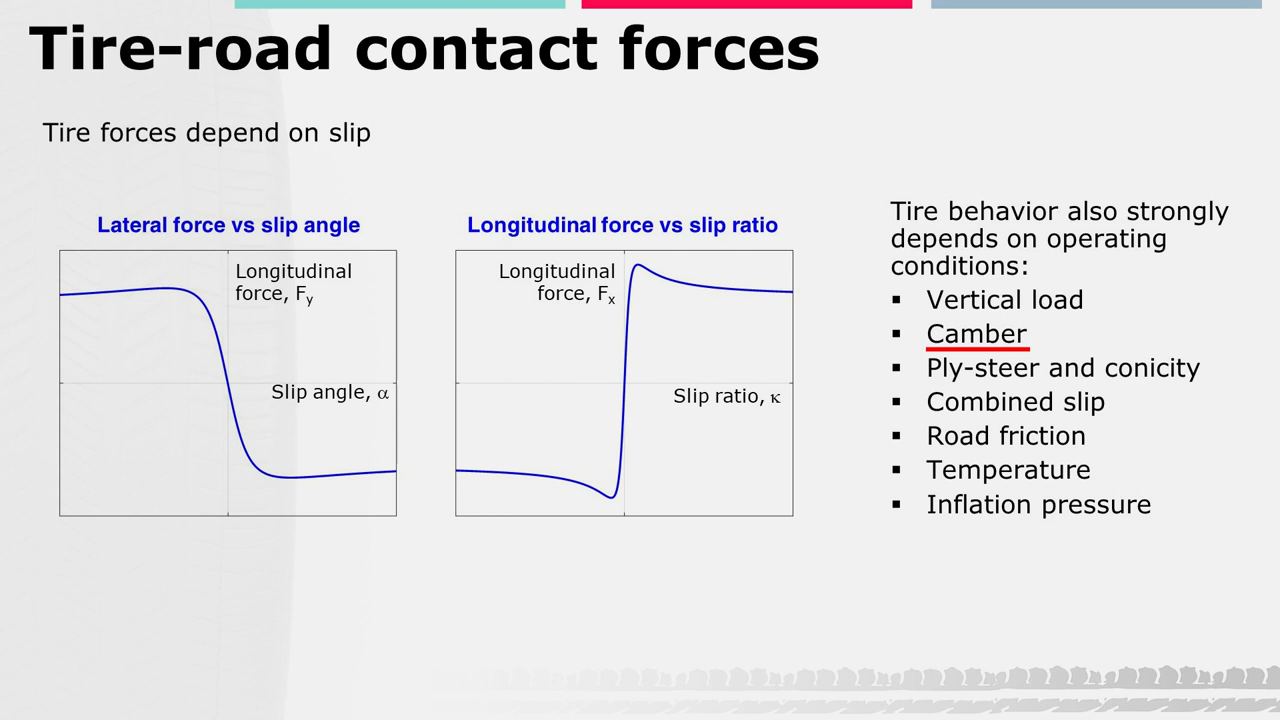 Tire-road contact forces
Tire forces depend on slip
Lateral force vs slip angle
Longitudinal
force, Fy
Slip angle, α
Longitudinal force vs slip ratio
Longitudinal
force, Fx
Slip ratio, κ
Tire behavior also strongly
depends on operating
conditions:
▪ Vertical load
▪ Camber
▪ Ply-steer and conicity
▪ Combined slip
▪ Road friction
▪ Temperature
▪ Inflation pressure